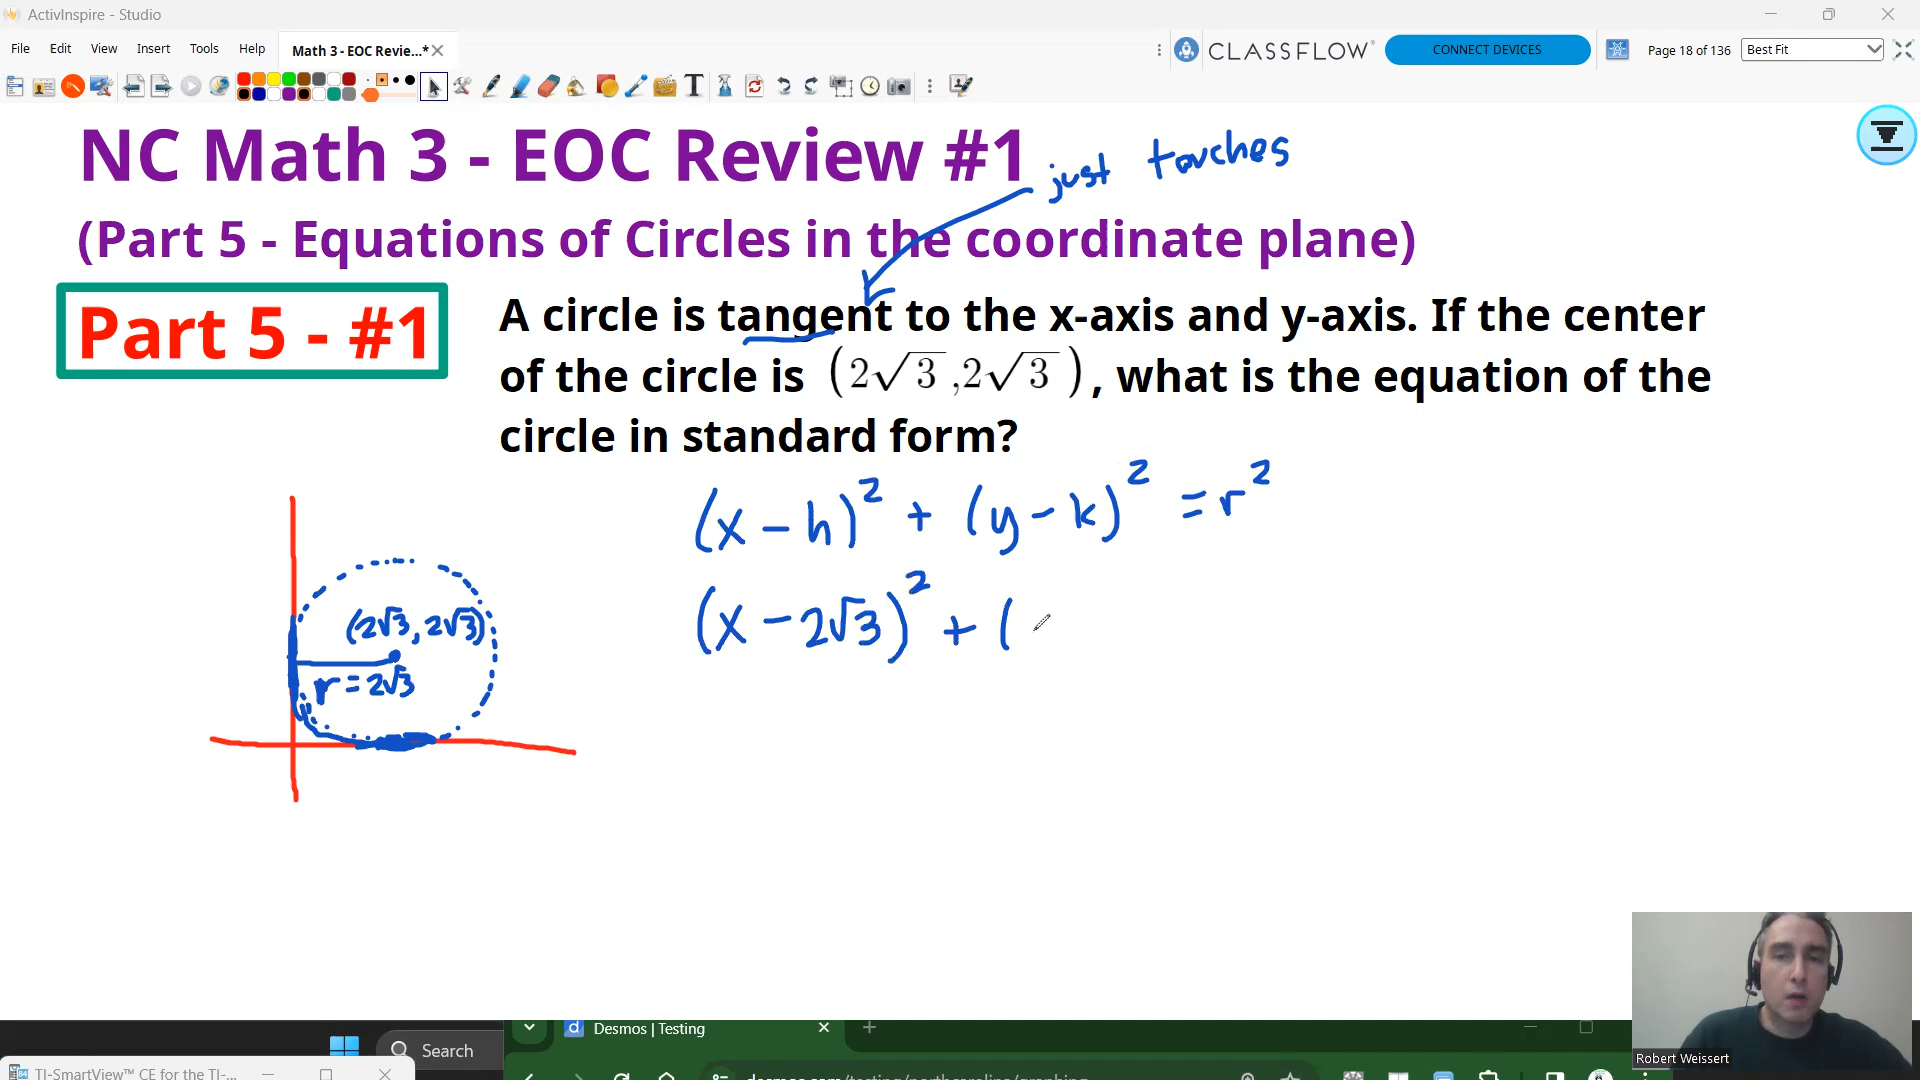 ActivInspire - Studio
File Edit View Insert Tools Help Math 3 - EOC Revie...* CLASSFLOW CONNECT DEVICES Page 18 of 136 Best Fit
NC Math 3 - EOC Review #1
just touches
(Part 5 - Equations of Circles in the coordinate plane)
Part 5 - #1
A circle is tangent to the x-axis and y-axis. If the center
of the circle is (2√3 ,2√3 ), what is the equation of the
circle in standard form?
(x - h)² + (y - k)² = r²
(x - 2√3)² + (
(2√3, 2√3)
r = 2√3
Robert Weissert
Search
d Desmos | Testing
TI-SmartView™ CE for the TI-...